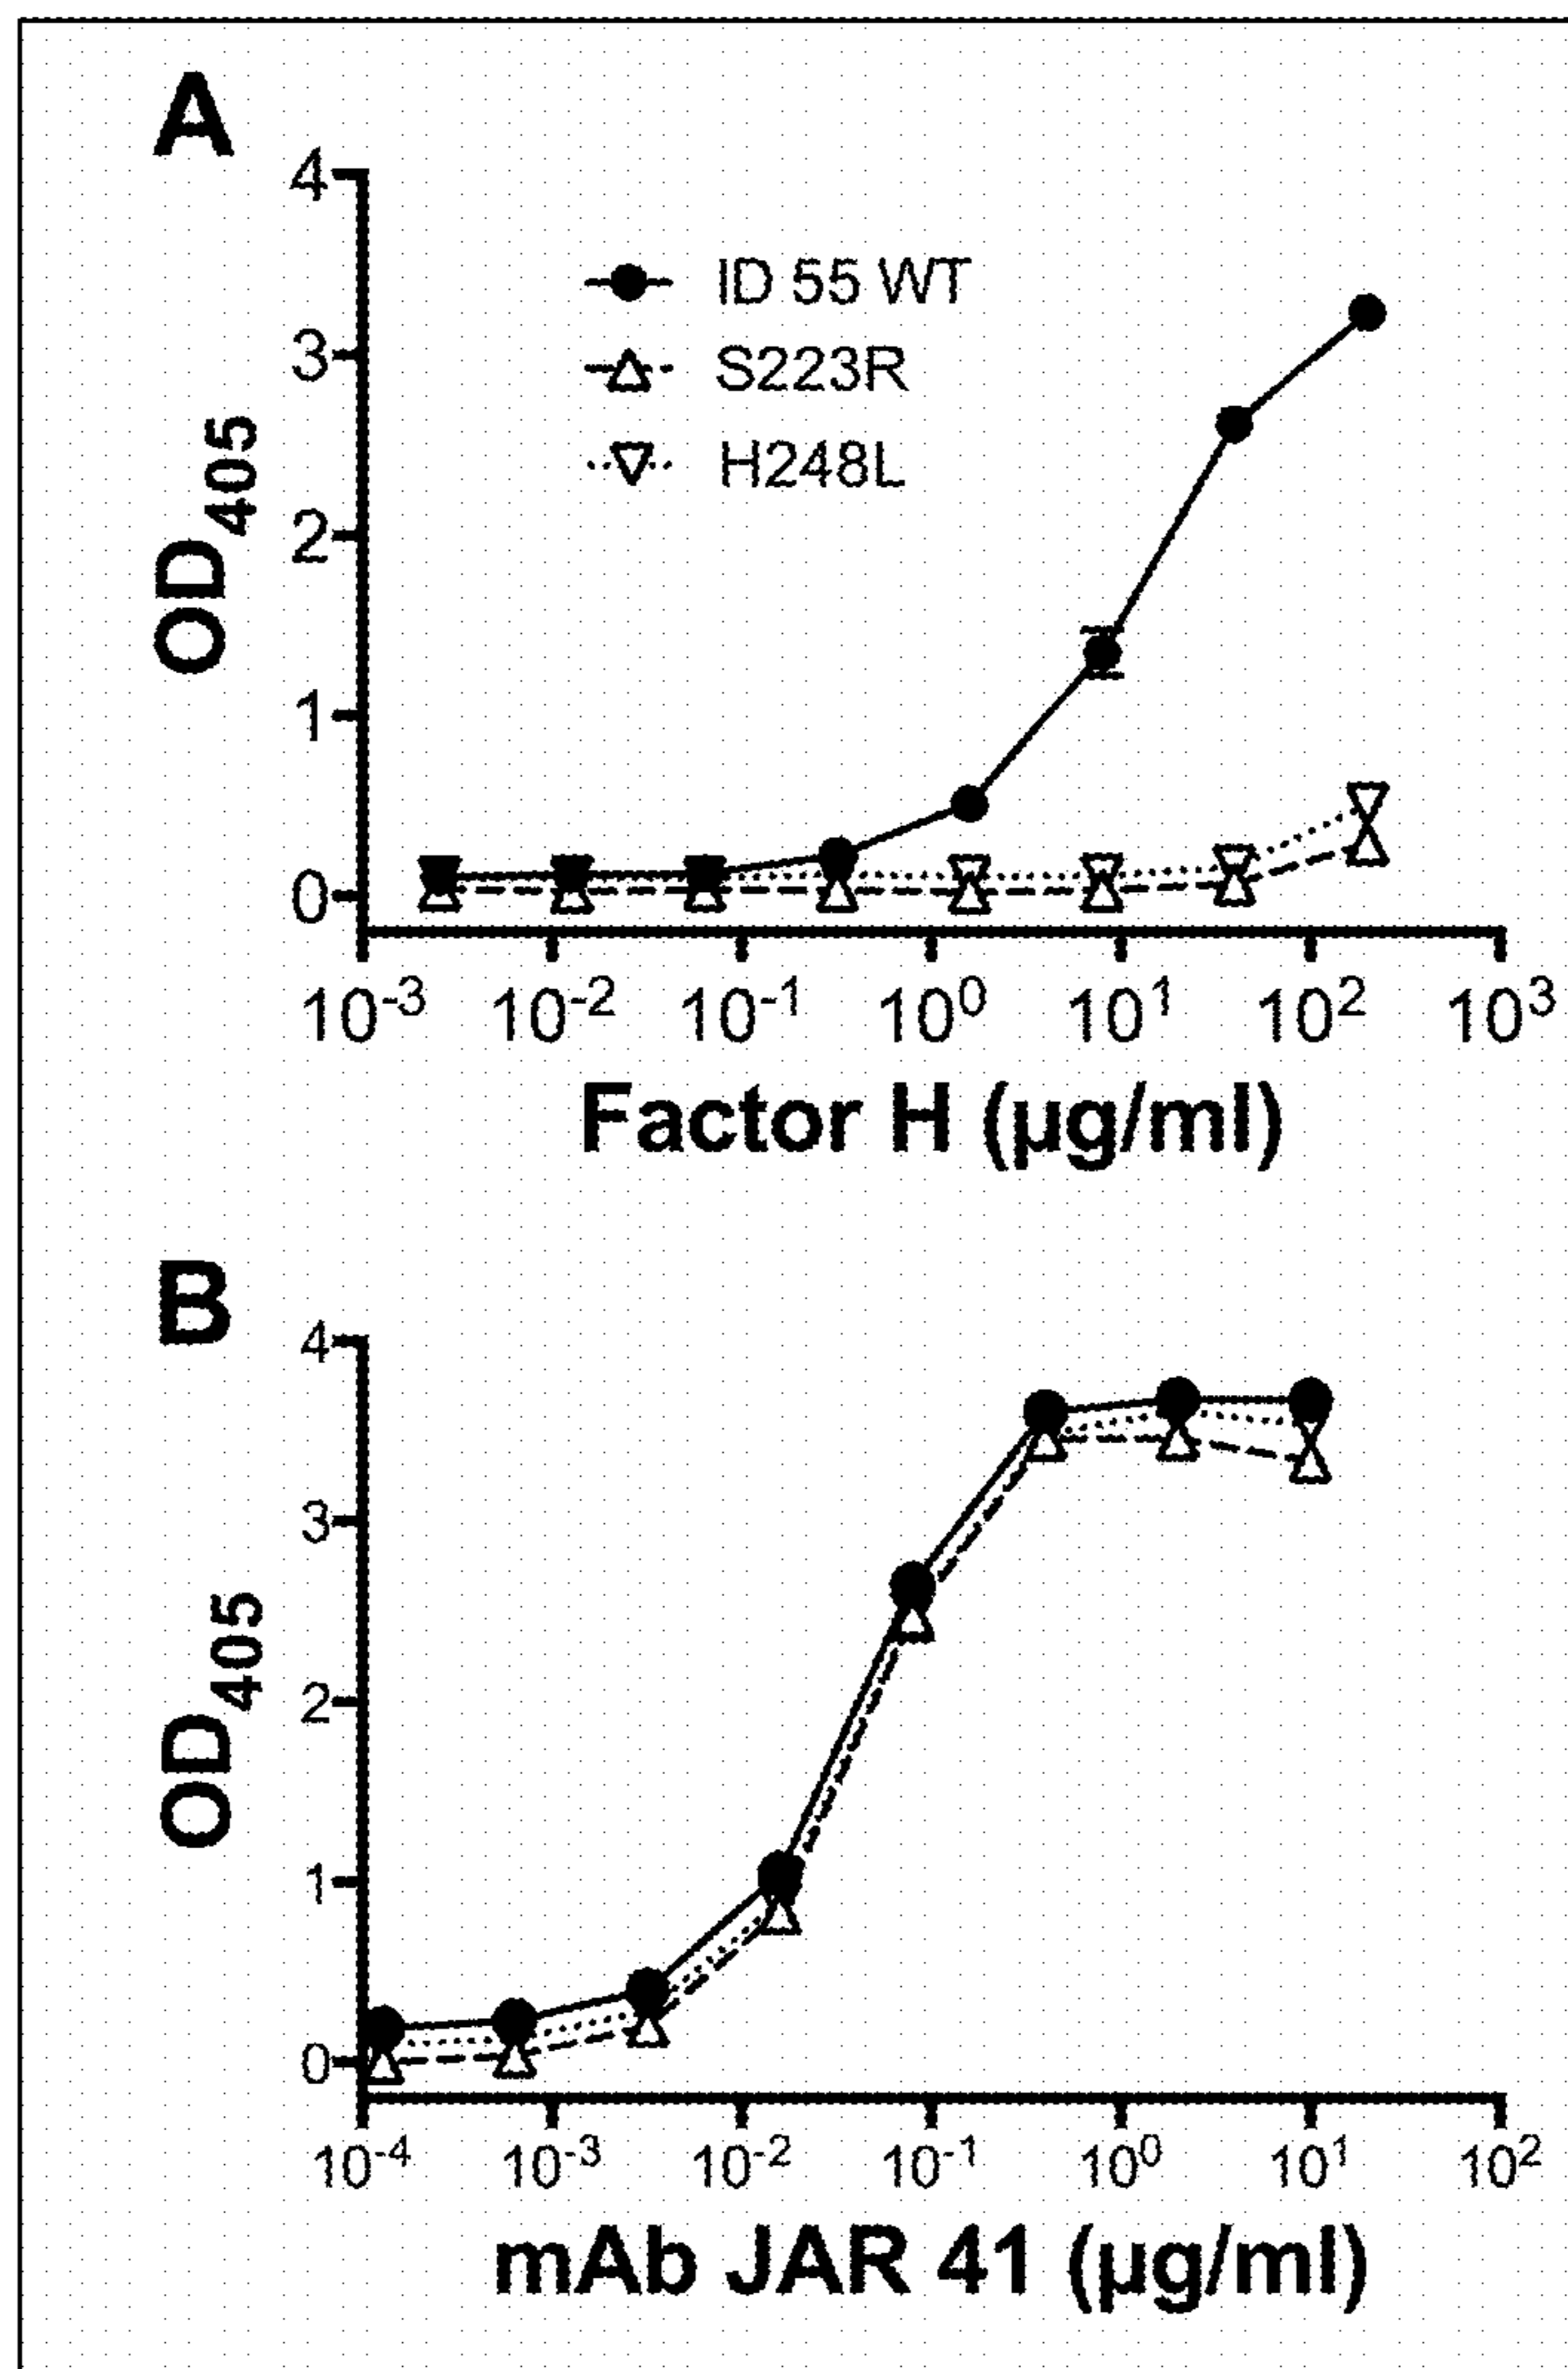 A
4
3
2
1
0
OD405
ID 55 WT
S223R
H248L
10-3 10-2 10-1 100 101 102 103
Factor H (µg/ml)
B
4
3
2
1
0
OD405
10-4 10-3 10-2 10-1 100 101 102
mAb JAR 41 (µg/ml)